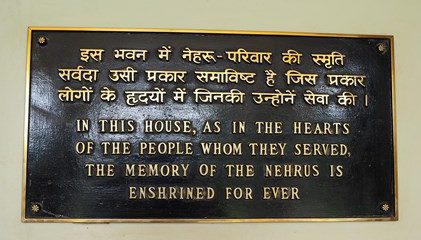 इस भवन में नेहरू-परिवार की स्मृति
सर्वदा उसी प्रकार समाविष्ट है जिस प्रकार
लोगों के हृदयों में जिनकी उन्होनें सेवा की ।
IN THIS HOUSE, AS IN THE HEARTS
OF THE PEOPLE WHOM THEY SERVED,
THE MEMORY OF THE NEHRUS IS
ENSHRINED FOR EVER